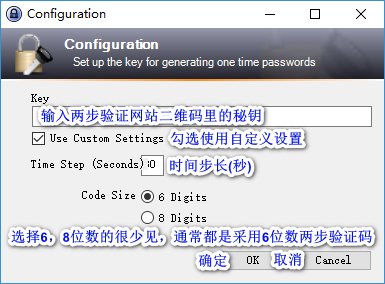 Configuration
Configuration
Set up the key for generating one time passwords
Key
输入两步验证网站二维码里的秘钥
Use Custom Settings 勾选使用自定义设置
Time Step (Seconds) :0 时间步长(秒)
Code Size 6 Digits
8 Digits
选择6，8位数的很少见，通常都是采用6位数两步验证码
确定 OK 取消 Cancel